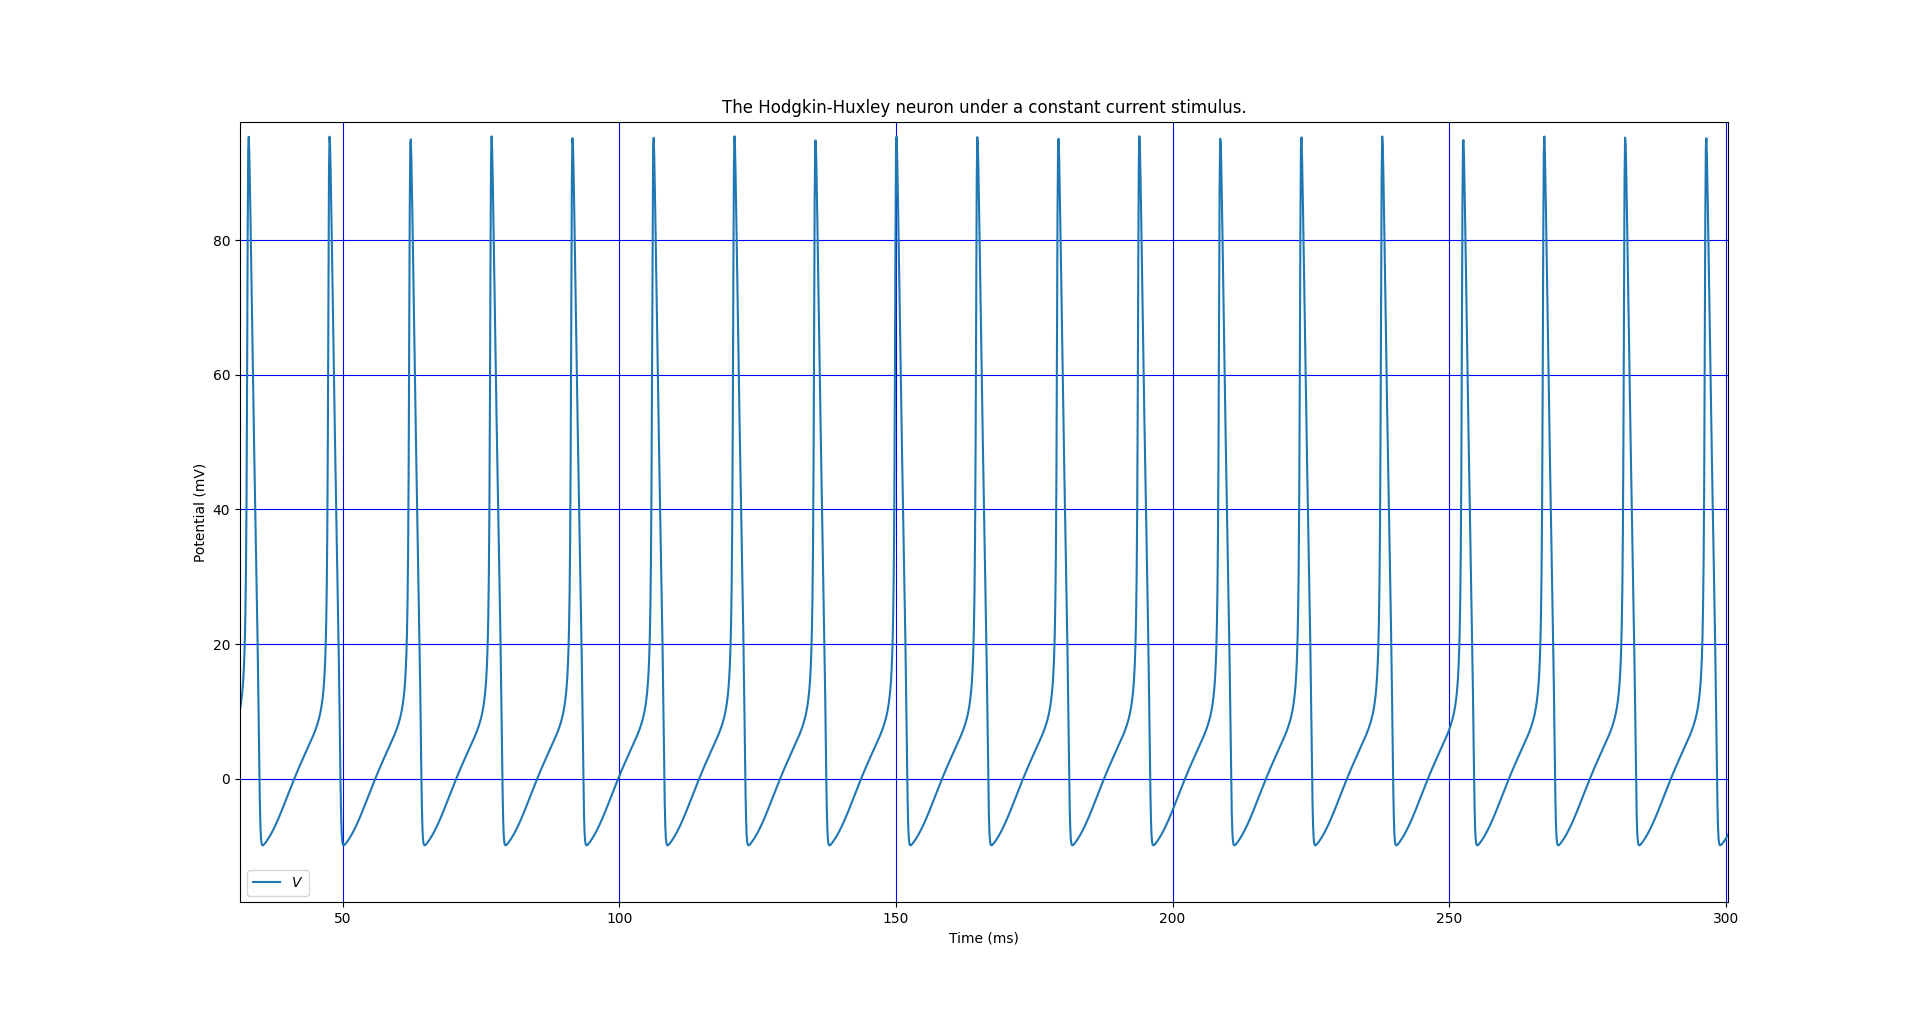 The Hodgkin-Huxley neuron under a constant current stimulus.
Potential (mV)
80
60
40
20
0
V
50 100 150 200 250 300
Time (ms)